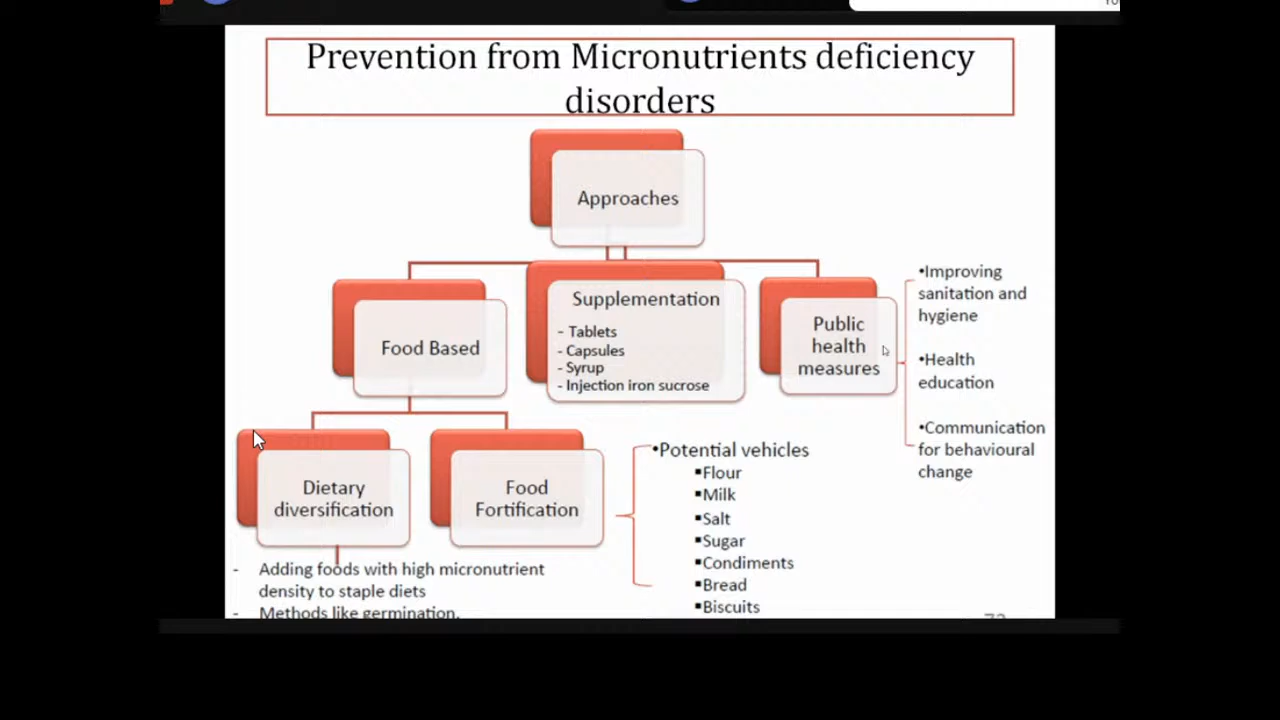 Prevention from Micronutrients deficiency
disorders
Approaches
Food Based
Supplementation
- Tablets
- Capsules
- Syrup
- Injection iron sucrose
Public
health
measures
•Improving
sanitation and
hygiene
•Health
education
•Communication
for behavioural
change
Dietary
diversification
Food
Fortification
•Potential vehicles
▪Flour
▪Milk
▪Salt
▪Sugar
▪Condiments
▪Bread
▪Biscuits
- Adding foods with high micronutrient
density to staple diets
- Methods like germination,